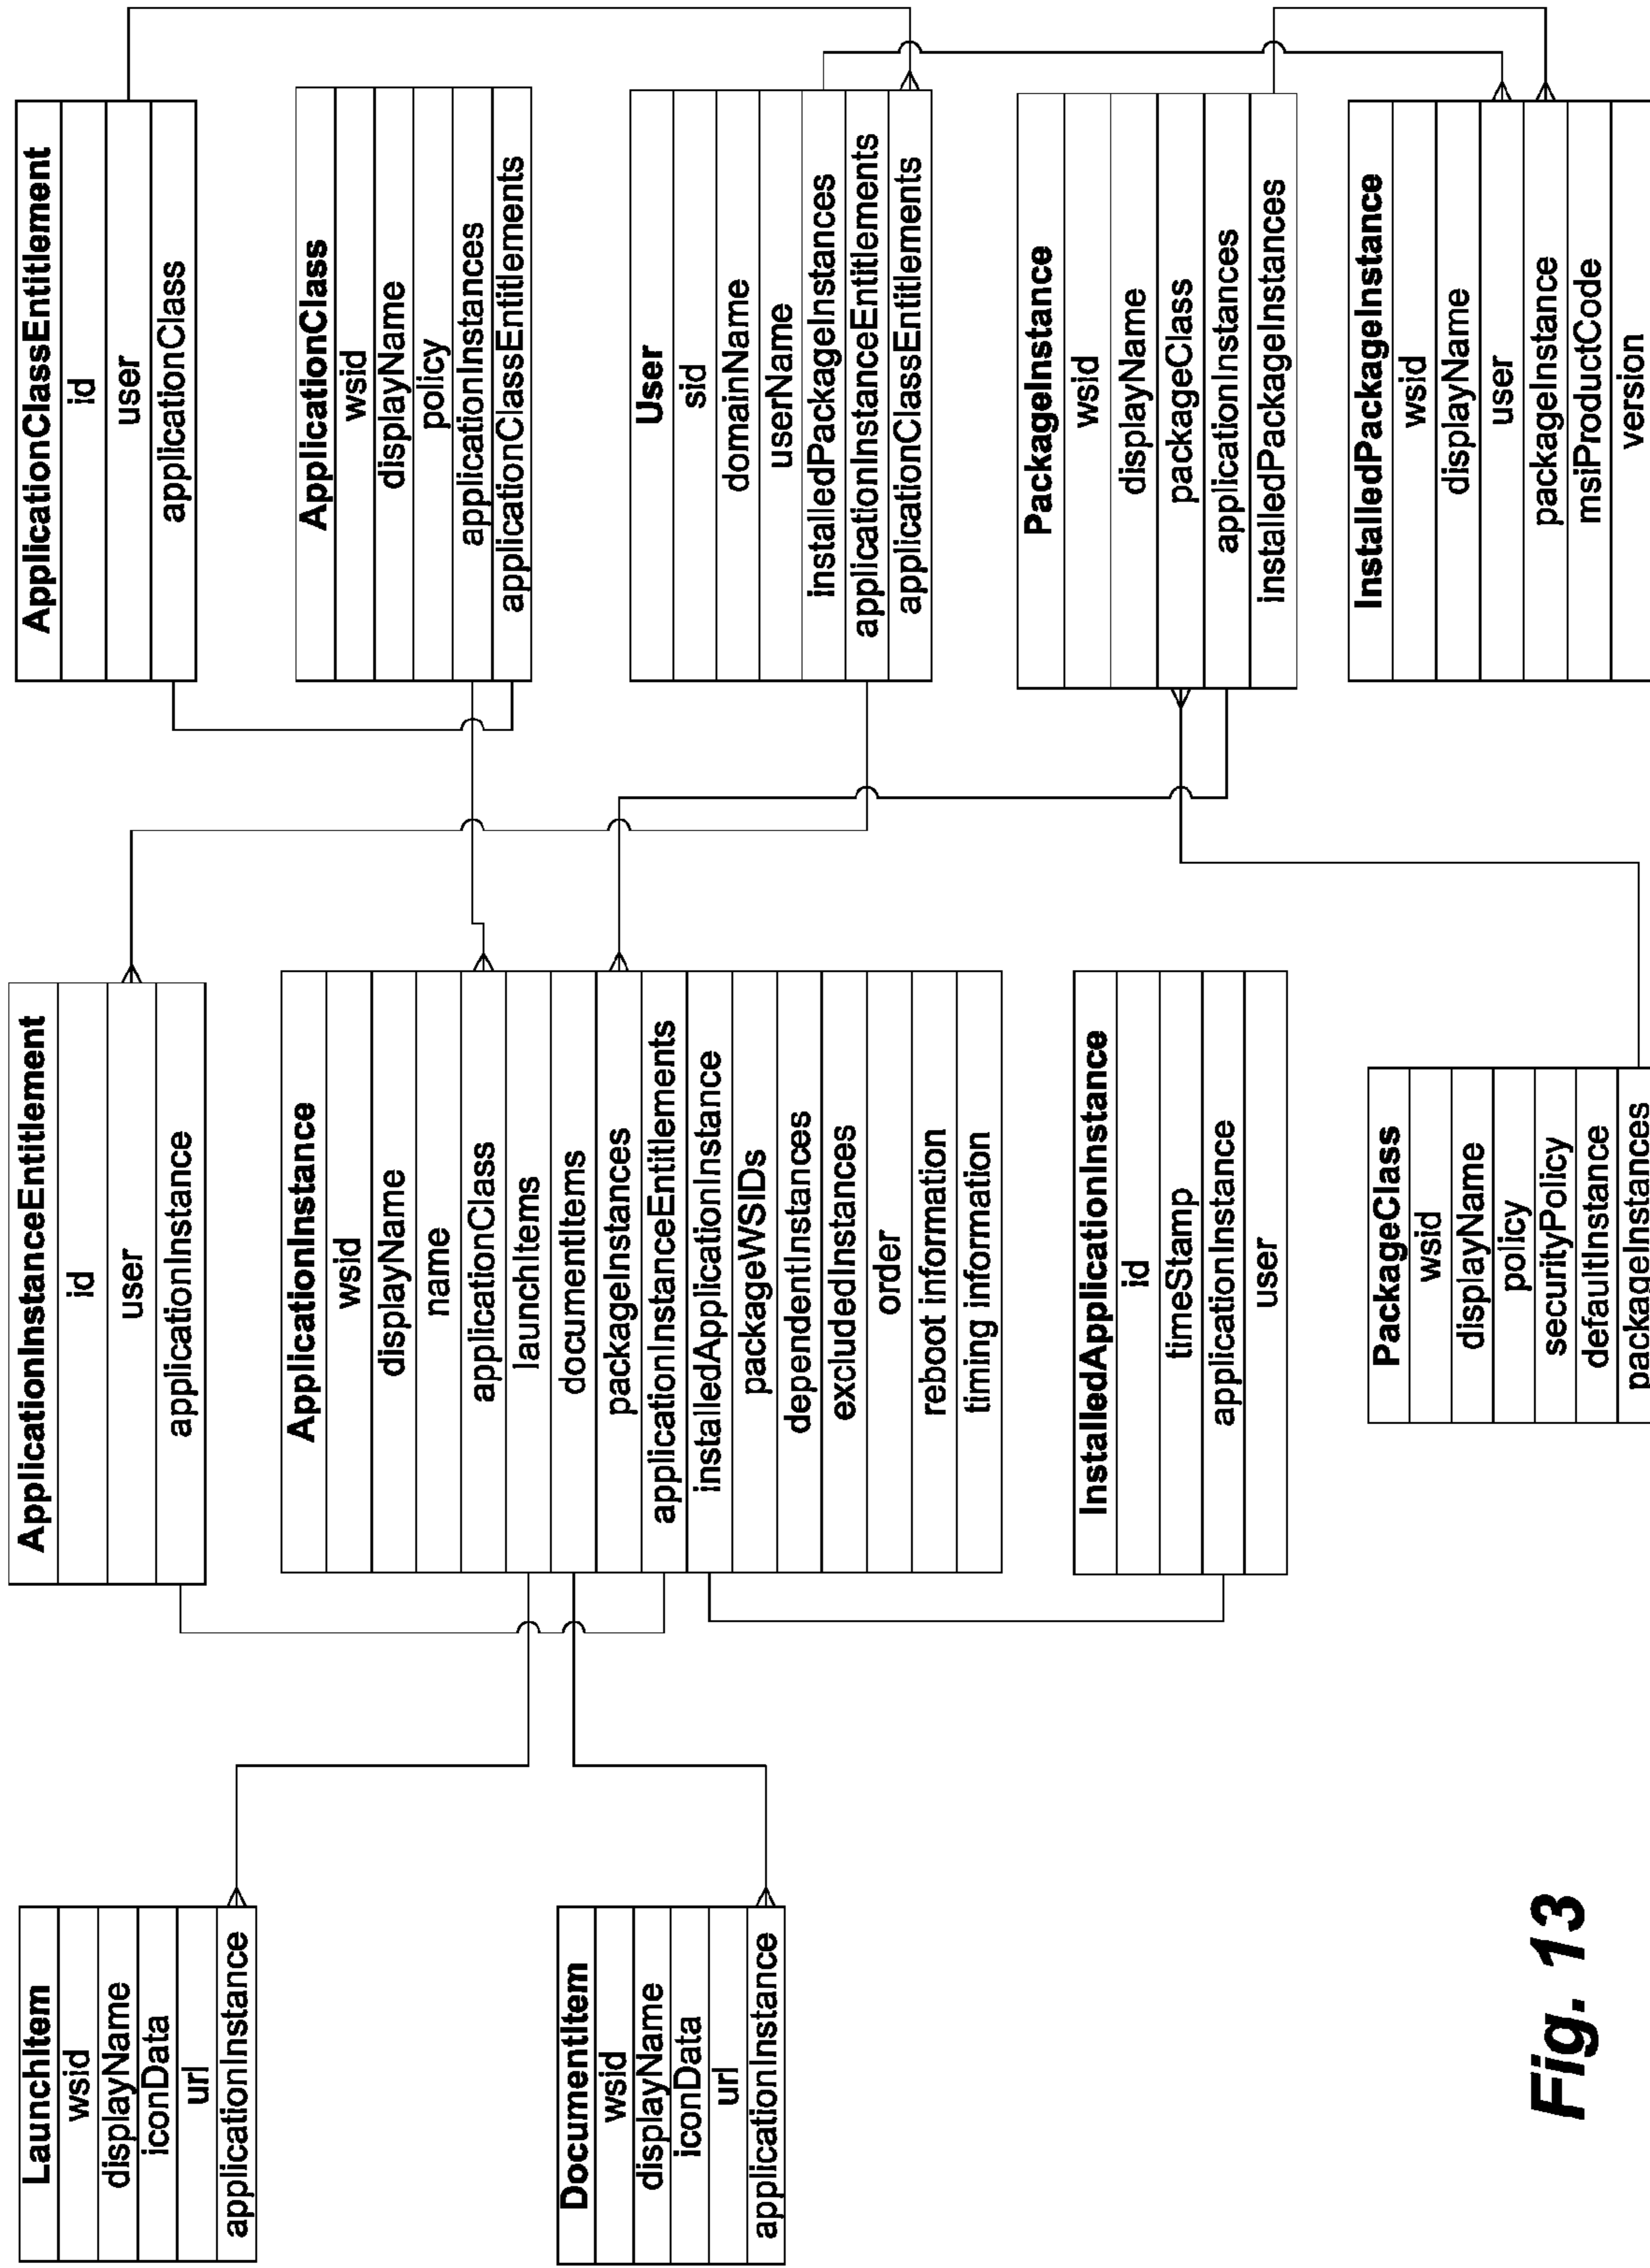 LaunchItem
wsid
displayName
iconData
url
applicationInstance
DocumentItem
wsid
displayName
iconData
url
applicationInstance
ApplicationInstanceEntitlement
id
user
applicationInstance
ApplicationInstance
wsid
displayName
name
applicationClass
launchItems
documentItems
packageInstances
applicationInstanceEntitlements
installedApplicationInstance
packageWSIDs
dependentInstances
excludedInstances
order
reboot information
timing information
InstalledApplicationInstance
id
timeStamp
applicationInstance
user
PackageClass
wsid
displayName
policy
securityPolicy
defaultInstance
packageInstances
ApplicationClassEntitlement
id
user
applicationClass
ApplicationClass
wsid
displayName
policy
applicationInstances
applicationClassEntitlements
User
sid
domainName
userName
installedPackageInstances
applicationInstanceEntitlements
applicationClassEntitlements
PackageInstance
wsid
displayName
packageClass
applicationInstances
installedPackageInstances
InstalledPackageInstance
wsid
displayName
user
packageInstance
msiProductCode
version
Fig. 13